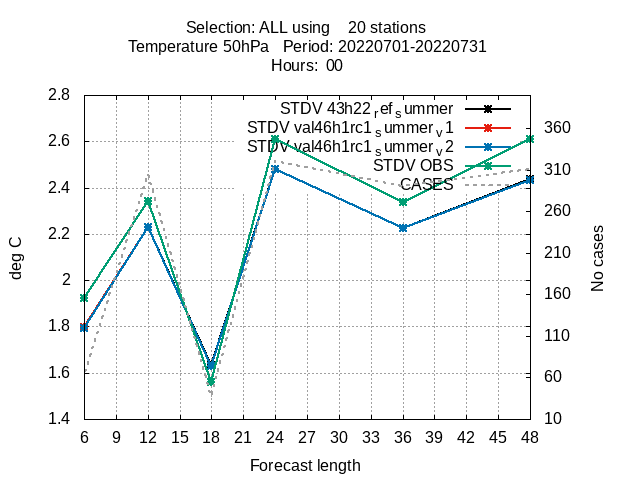 Selection: ALL using 20 stations
Temperature 50hPa Period: 20220701-20220731
Hours: 00
2.8
2.6
2.4
2.2
2
1.8
1.6
1.4
deg C
STDV 43h22ref_summer
STDV val46h1rc1summerv1
STDV val46h1rc1summerv2
STDV OBS
CASES
360
310
260
210
160
110
60
10
No cases
6 9 12 15 18 21 24 27 30 33 36 39 42 45 48
Forecast length